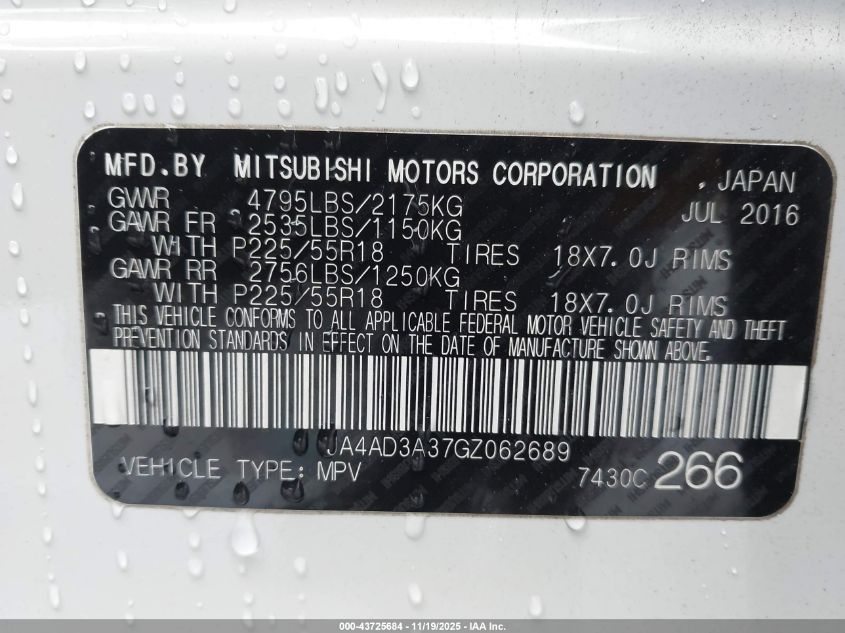 MFD.BY MITSUBISHI MOTORS CORPORATION , JAPAN
GVWR 4795LBS/2175KG JUL 2016
GAWR FR 2535LBS/1150KG
WITH P225/55R18 TIRES 18X7.0J RIMS
GAWR RR 2756LBS/1250KG
WITH P225/55R18 TIRES 18X7.0J RIMS
THIS VEHICLE CONFORMS TO ALL APPLICABLE FEDERAL MOTOR VEHICLE SAFETY AND THEFT
PREVENTION STANDARDS IN EFFECT ON THE DATE OF MANUFACTURE SHOWN ABOVE.
JA4AD3A37GZ062689
VEHICLE TYPE: MPV 7430C 266
000-43725684 - 11/19/2025 - IAA Inc.